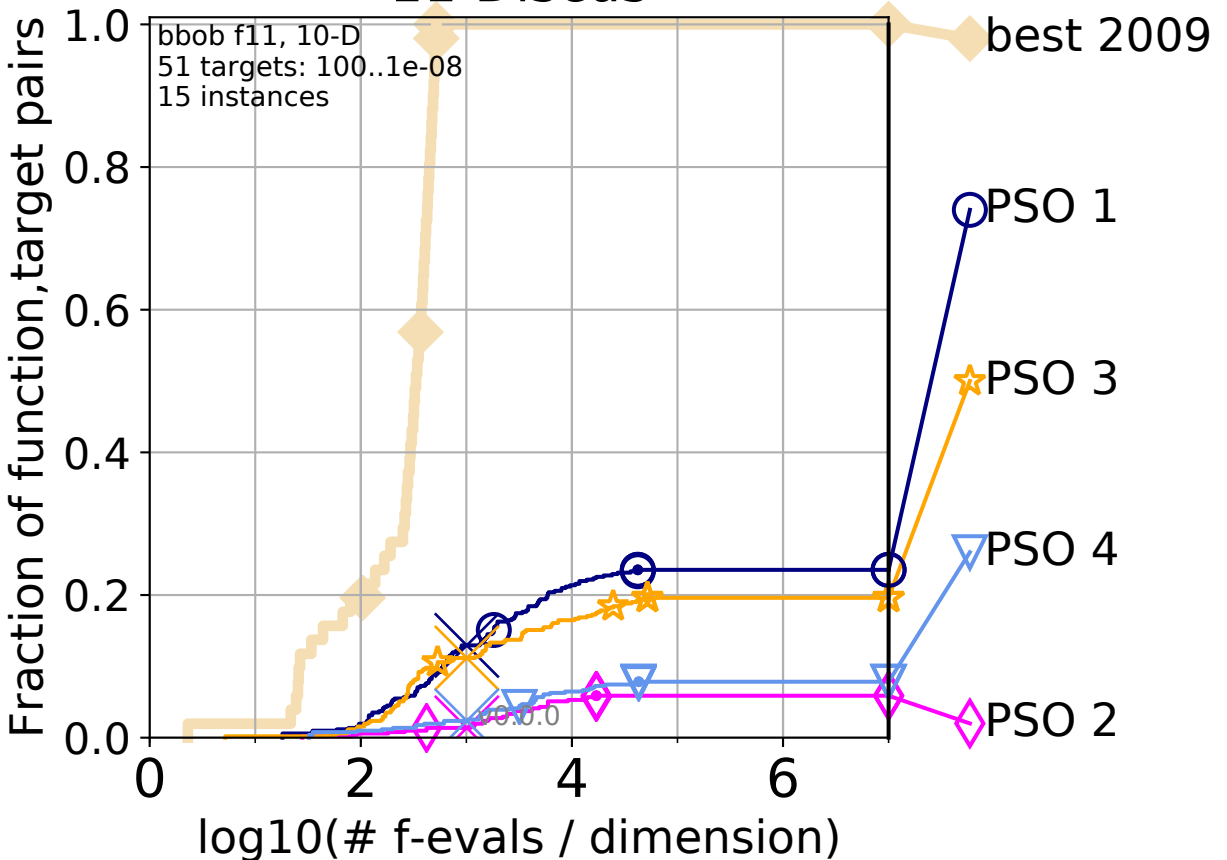 bbob f11, 10-D
51 targets: 100..1e-08
15 instances
Fraction of function,target pairs
1.0
0.8
0.6
0.4
0.2
0.0
0
2
4
6
log10(# f-evals / dimension)
best 2009
PSO 1
PSO 3
PSO 4
PSO 2